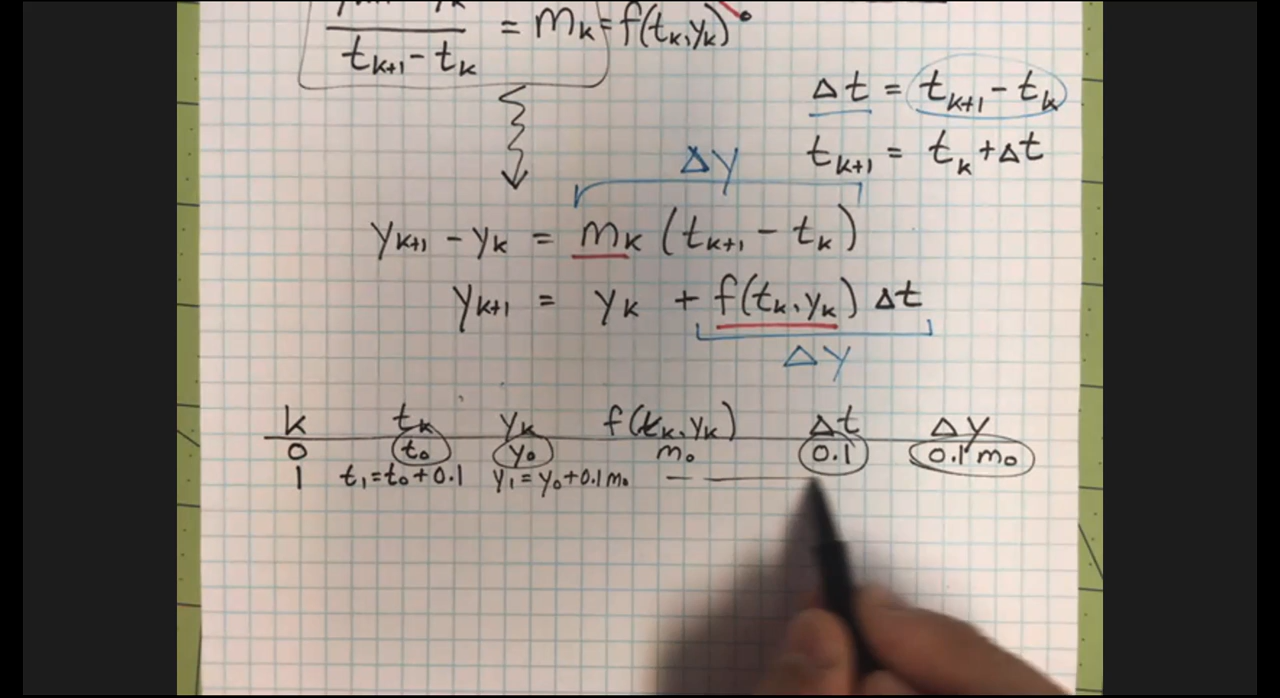 t_{k+1} - t_k = m_k = f(t_k, y_k)
Δt = t_{k+1} - t_k
t_{k+1} = t_k + Δt
Δy
y_{k+1} - y_k = m_k (t_{k+1} - t_k)
y_{k+1} = y_k + f(t_k, y_k) Δt
Δy
k t_k y_k f(t_k, y_k) Δt Δy
0 t_0 y_0 m_0 0.1 0.1 m_0
1 t_1 = t_0 + 0.1 y_1 = y_0 + 0.1 m_0